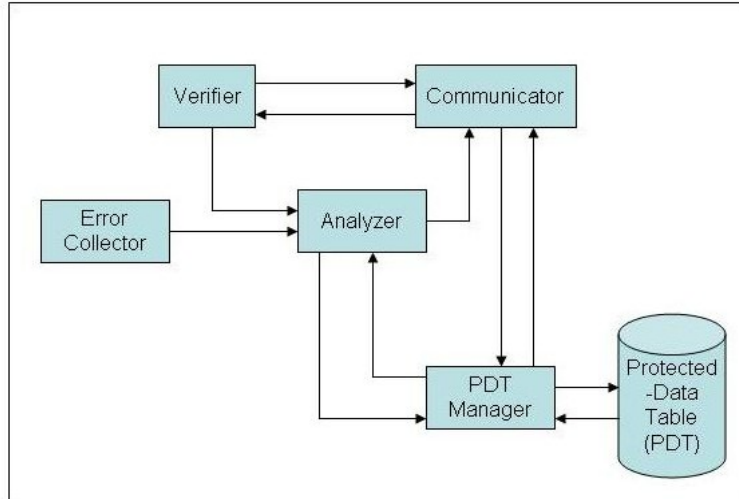 Verifier
Communicator
Error
Collector
Analyzer
PDT
Manager
Protected
-Data
Table
(PDT)